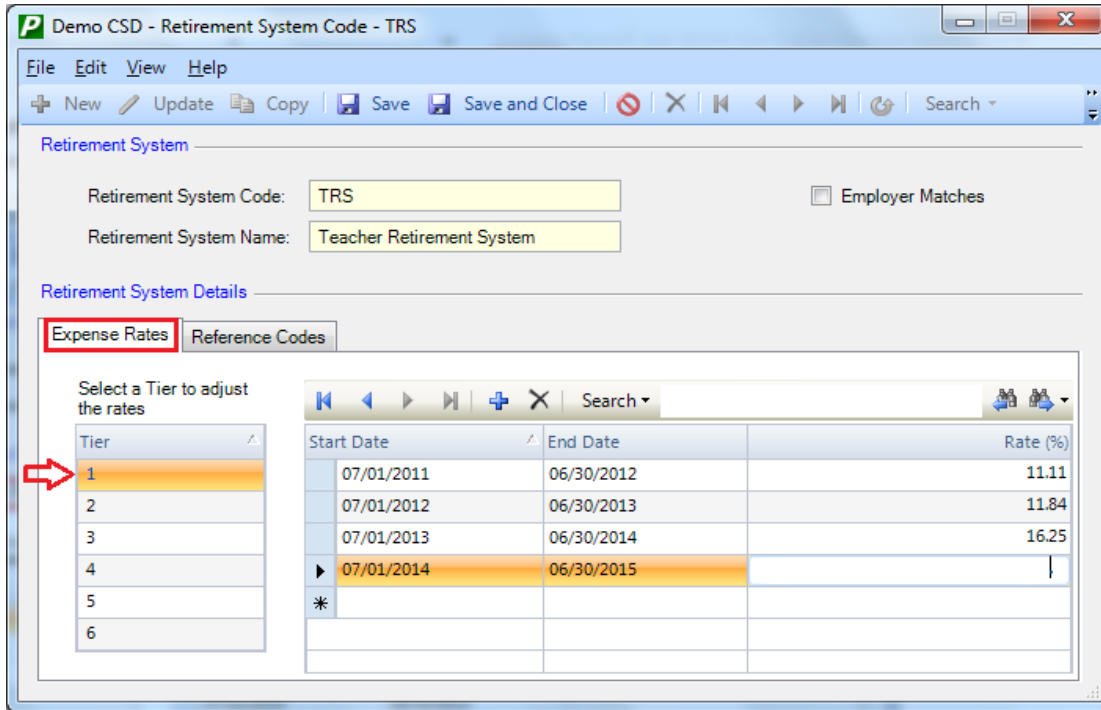 Demo CSD - Retirement System Code - TRS
File Edit View Help
New Update Copy Save Save and Close Search
Retirement System
Retirement System Code: TRS Employer Matches
Retirement System Name: Teacher Retirement System
Retirement System Details
Expense Rates Reference Codes
Select a Tier to adjust
the rates
Search
Tier Start Date End Date Rate (%)
1 07/01/2011 06/30/2012 11.11
2 07/01/2012 06/30/2013 11.84
3 07/01/2013 06/30/2014 16.25
4 07/01/2014 06/30/2015
5
6